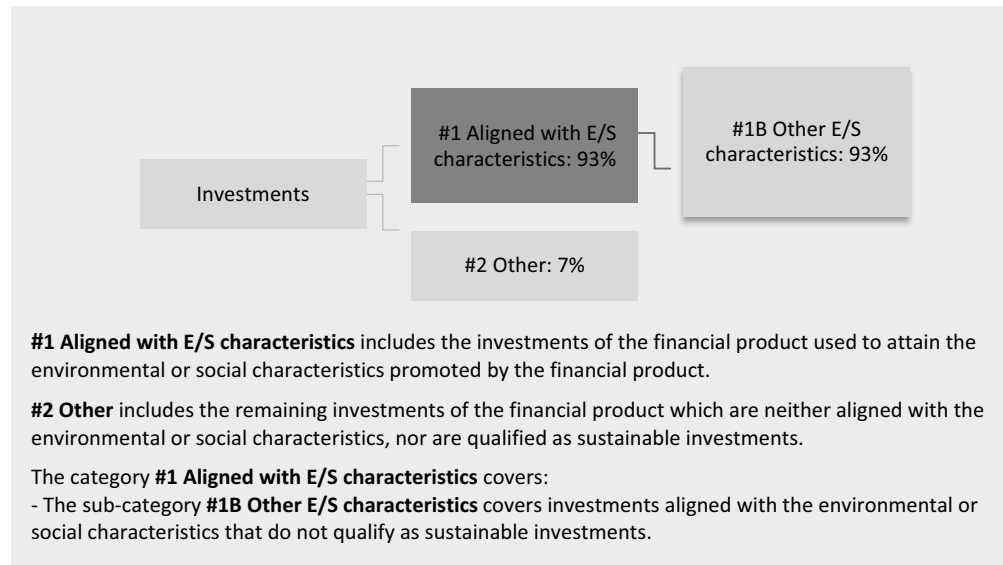 #1 Aligned with E/S
characteristics: 93%
#1B Other E/S
characteristics: 93%
Investments
#2 Other: 7%
#1 Aligned with E/S characteristics includes the investments of the financial product used to attain the
environmental or social characteristics promoted by the financial product.
#2 Other includes the remaining investments of the financial product which are neither aligned with the
environmental or social characteristics, nor are qualified as sustainable investments.
The category #1 Aligned with E/S characteristics covers:
- The sub-category #1B Other E/S characteristics covers investments aligned with the environmental or
social characteristics that do not qualify as sustainable investments.